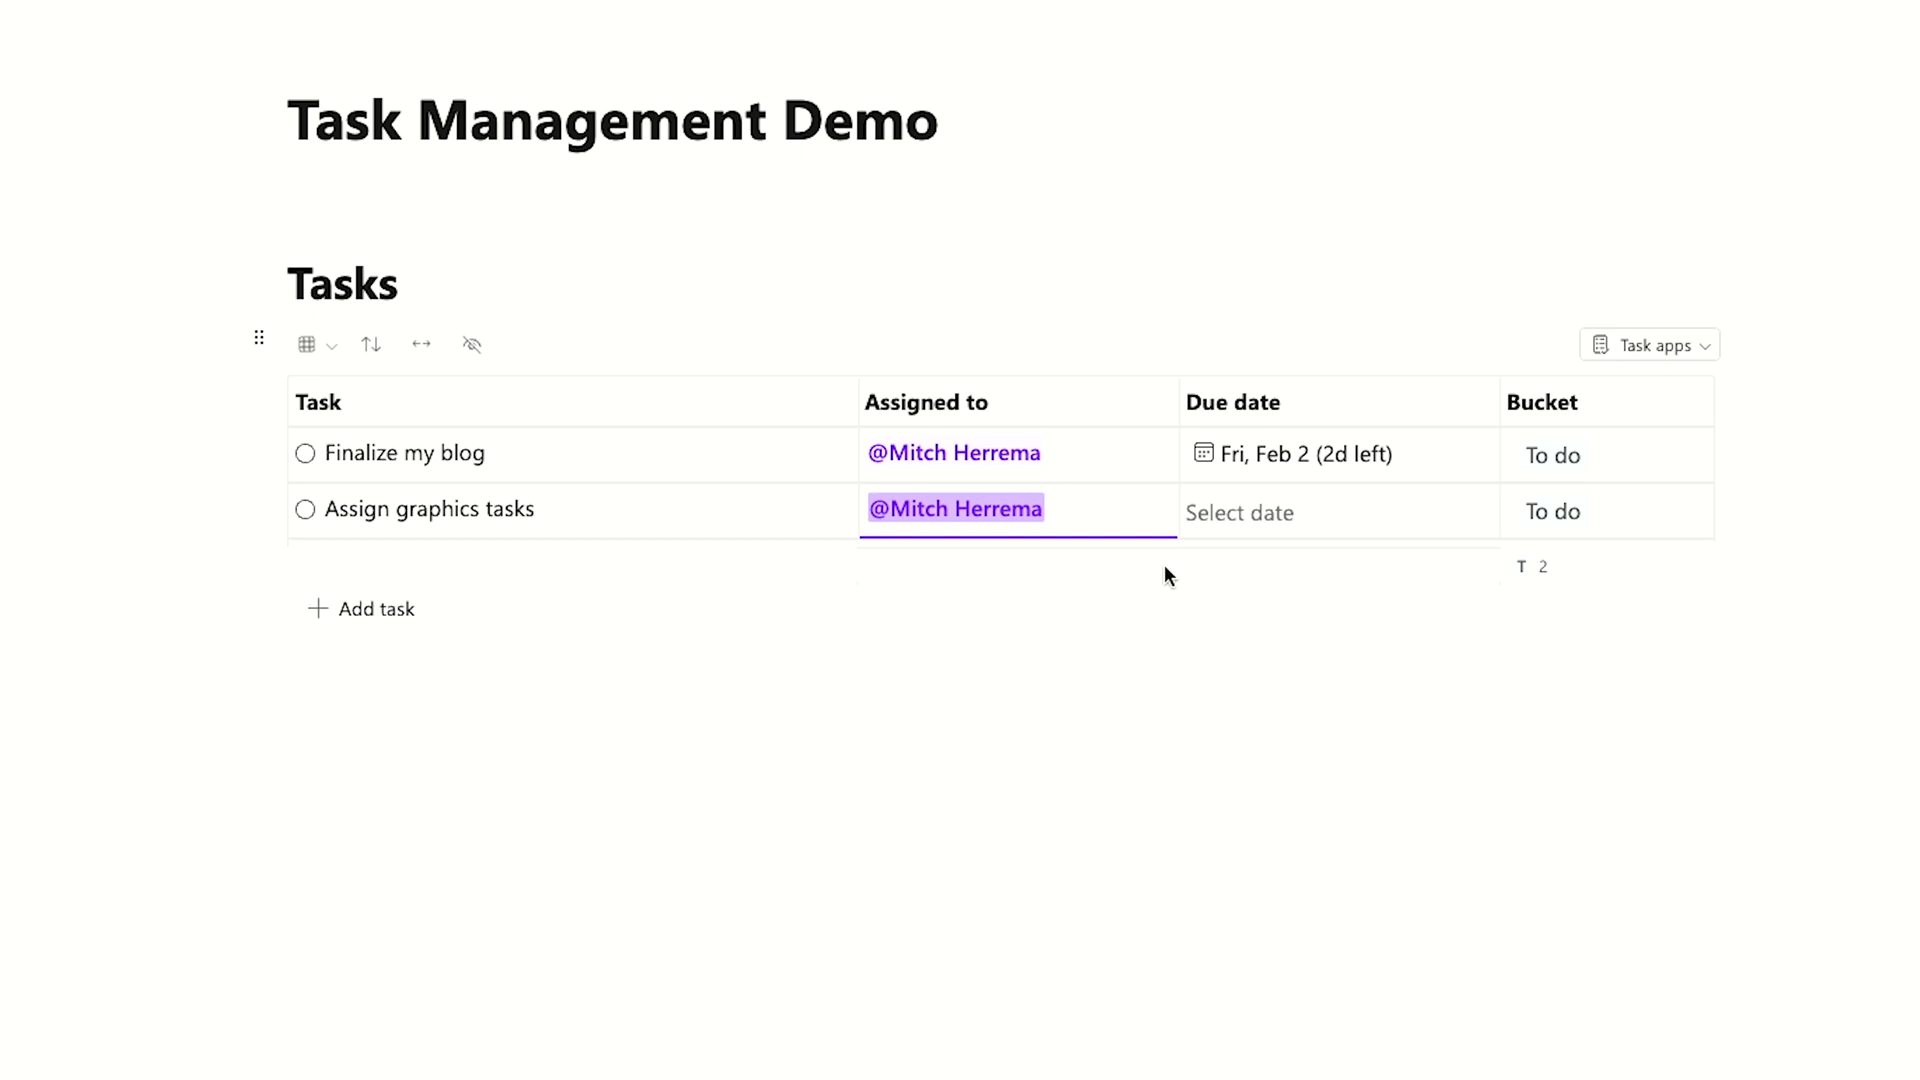 Task Management Demo
Tasks
Task apps
Task Assigned to Due date Bucket
Finalize my blog @Mitch Herrema Fri, Feb 2 (2d left) To do
Assign graphics tasks @Mitch Herrema Select date To do
T 2
Add task